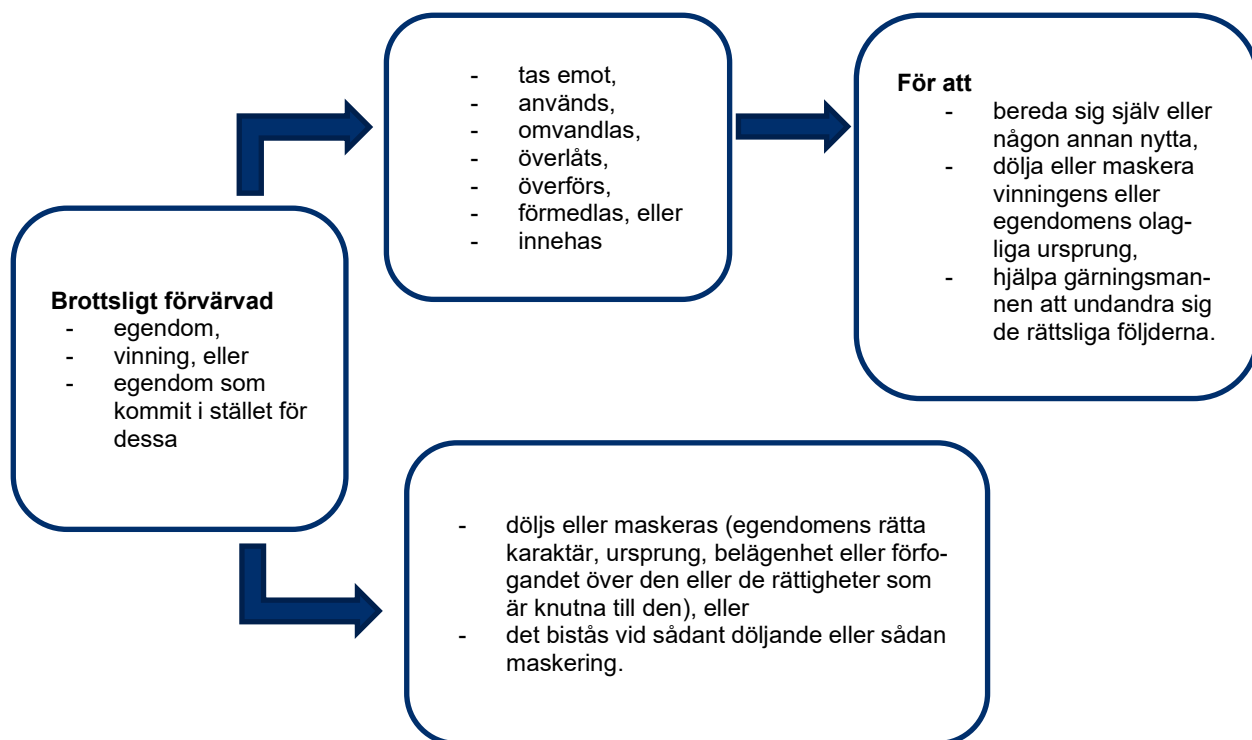 Brottsligt förvärvad
- egendom,
- vinning, eller
- egendom som
kommit i stället för
dessa
- tas emot,
- används,
- omvandlas,
- överlåts,
- överförs,
- förmedlas, eller
- innehas
För att
- bereda sig själv eller
någon annan nytta,
- dölja eller maskera
vinningens eller
egendomens olag-
liga ursprung,
- hjälpa gärningsman-
nen att undandra sig
de rättsliga följderna.
- döljs eller maskeras (egendomens rätta
karaktär, ursprung, belägenhet eller förfo-
gandet över den eller de rättigheter som
är knutna till den), eller
- det bistås vid sådant döljande eller sådan
maskering.